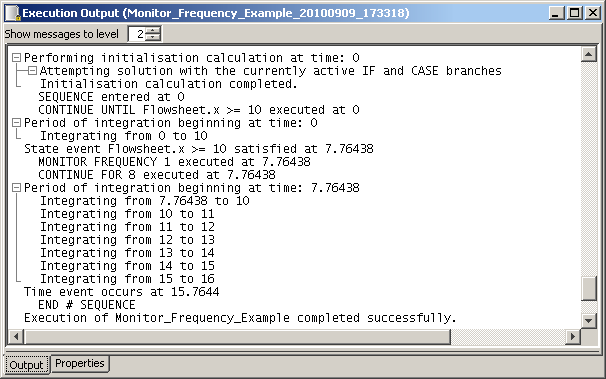 Execution Output (Monitor_Frequency_Example_20100909_173318)
Show messages to level 2
Performing initialisation calculation at time: 0
Attempting solution with the currently active IF and CASE branches
Initialisation calculation completed.
SEQUENCE entered at 0
CONTINUE UNTIL Flowsheet.x >= 10 executed at 0
Period of integration beginning at time: 0
Integrating from 0 to 10
State event Flowsheet.x >= 10 satisfied at 7.76438
MONITOR FREQUENCY 1 executed at 7.76438
CONTINUE FOR 8 executed at 7.76438
Period of integration beginning at time: 7.76438
Integrating from 7.76438 to 10
Integrating from 10 to 11
Integrating from 11 to 12
Integrating from 12 to 13
Integrating from 13 to 14
Integrating from 14 to 15
Integrating from 15 to 16
Time event occurs at 15.7644
END # SEQUENCE
Execution of Monitor_Frequency_Example completed successfully.
Output Properties